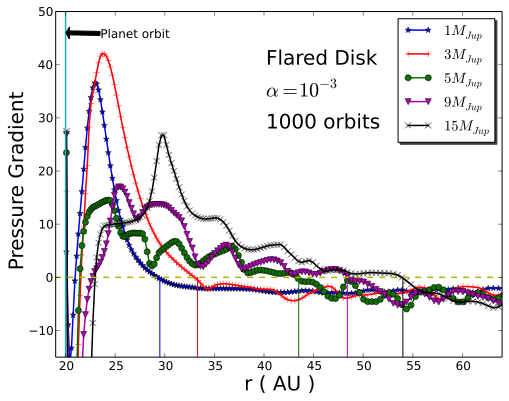 50
40
30
20
10
0
−10
20
25
30
35
40
45
50
55
60
r ( AU )
Pressure Gradient
Planet orbit
Flared Disk
α = 10⁻³
1000 orbits
1M_Jup
3M_Jup
5M_Jup
9M_Jup
15M_Jup